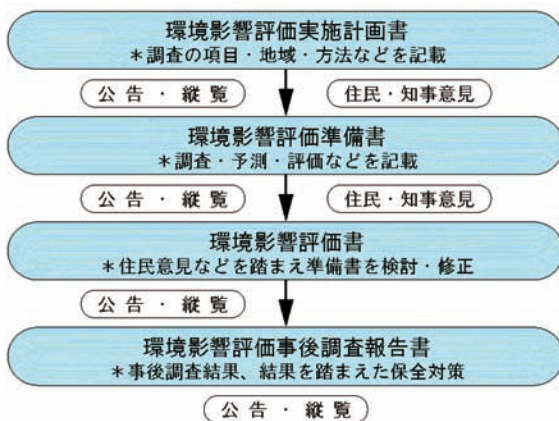 環境影響評価実施計画書
＊調査の項目・地域・方法などを記載
公告・縦覧 住民・知事意見
環境影響評価準備書
＊調査・予測・評価などを記載
公告・縦覧 住民・知事意見
環境影響評価書
＊住民意見などを踏まえ準備書を検討・修正
公告・縦覧
環境影響評価事後調査報告書
＊事後調査結果、結果を踏まえた保全対策
公告・縦覧